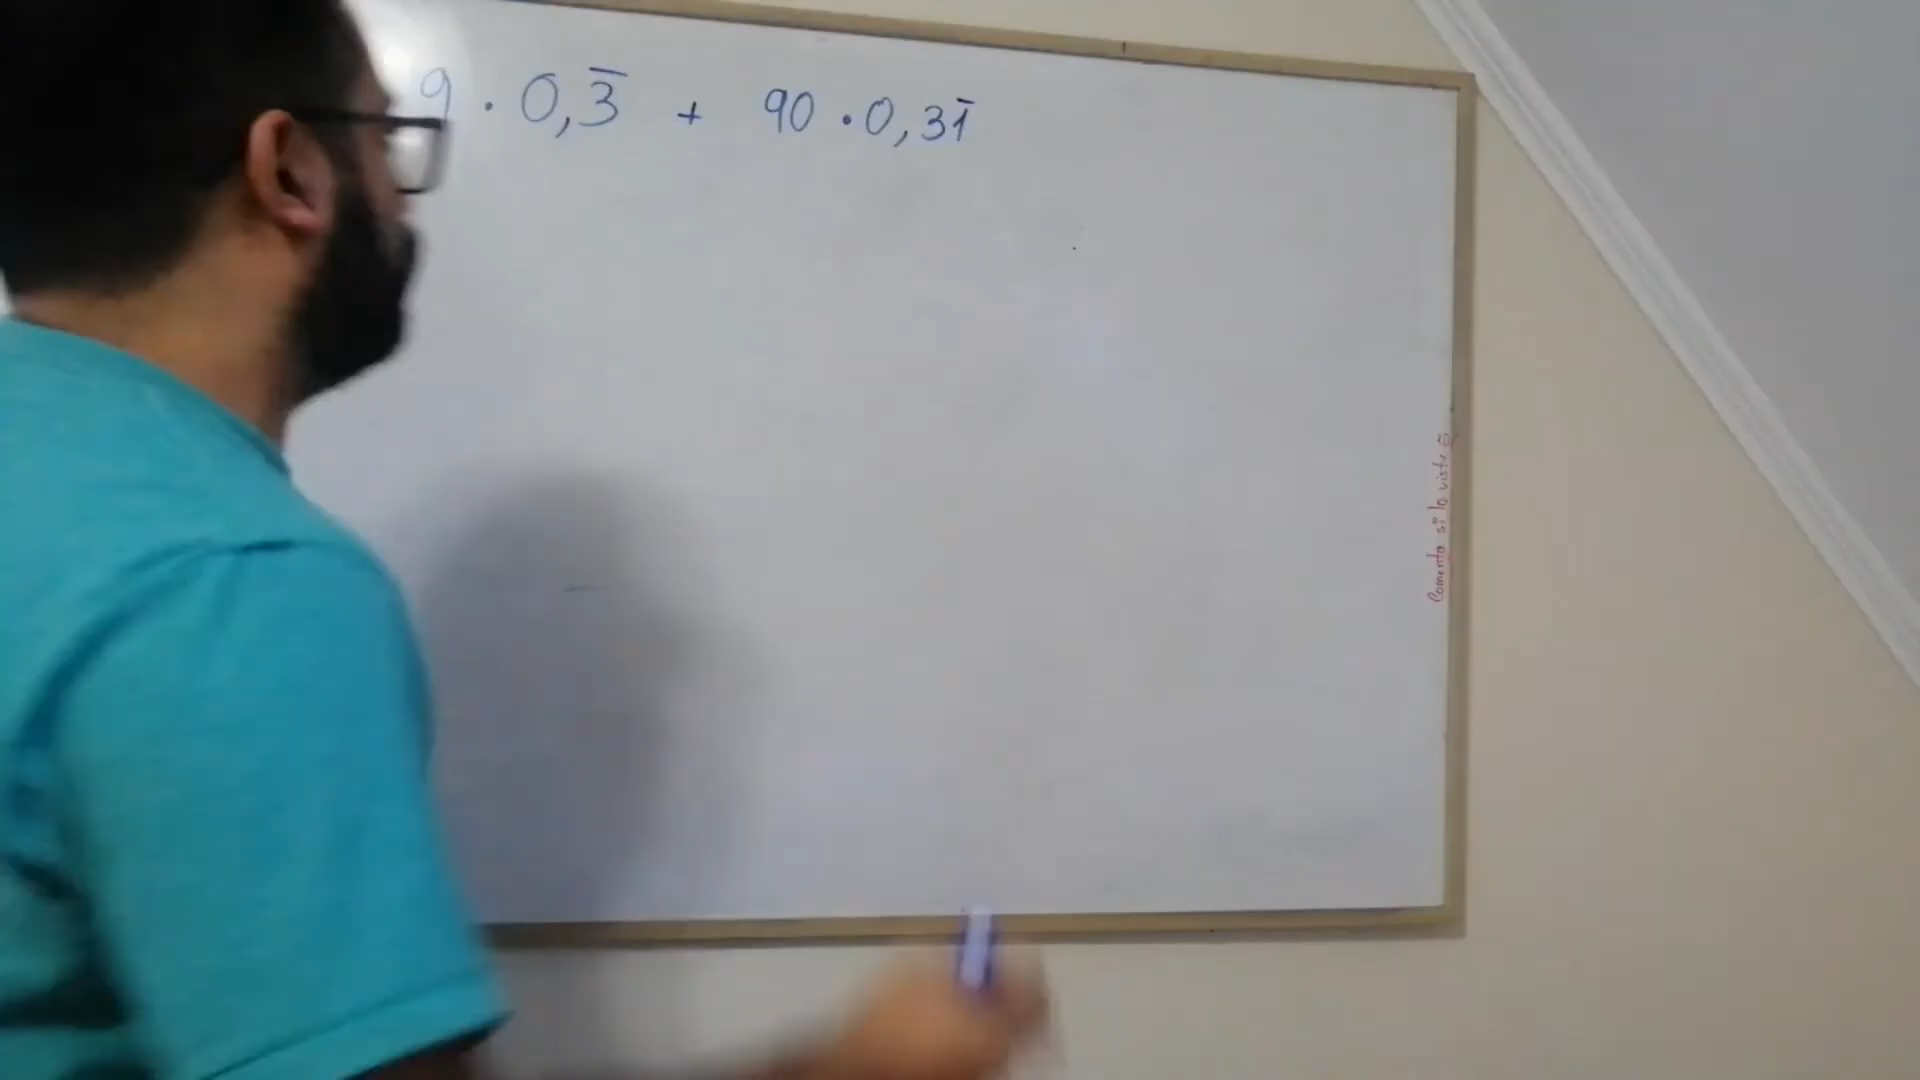 9 · 0,3̅ + 90 · 0,31̅
Comenta si lo viste